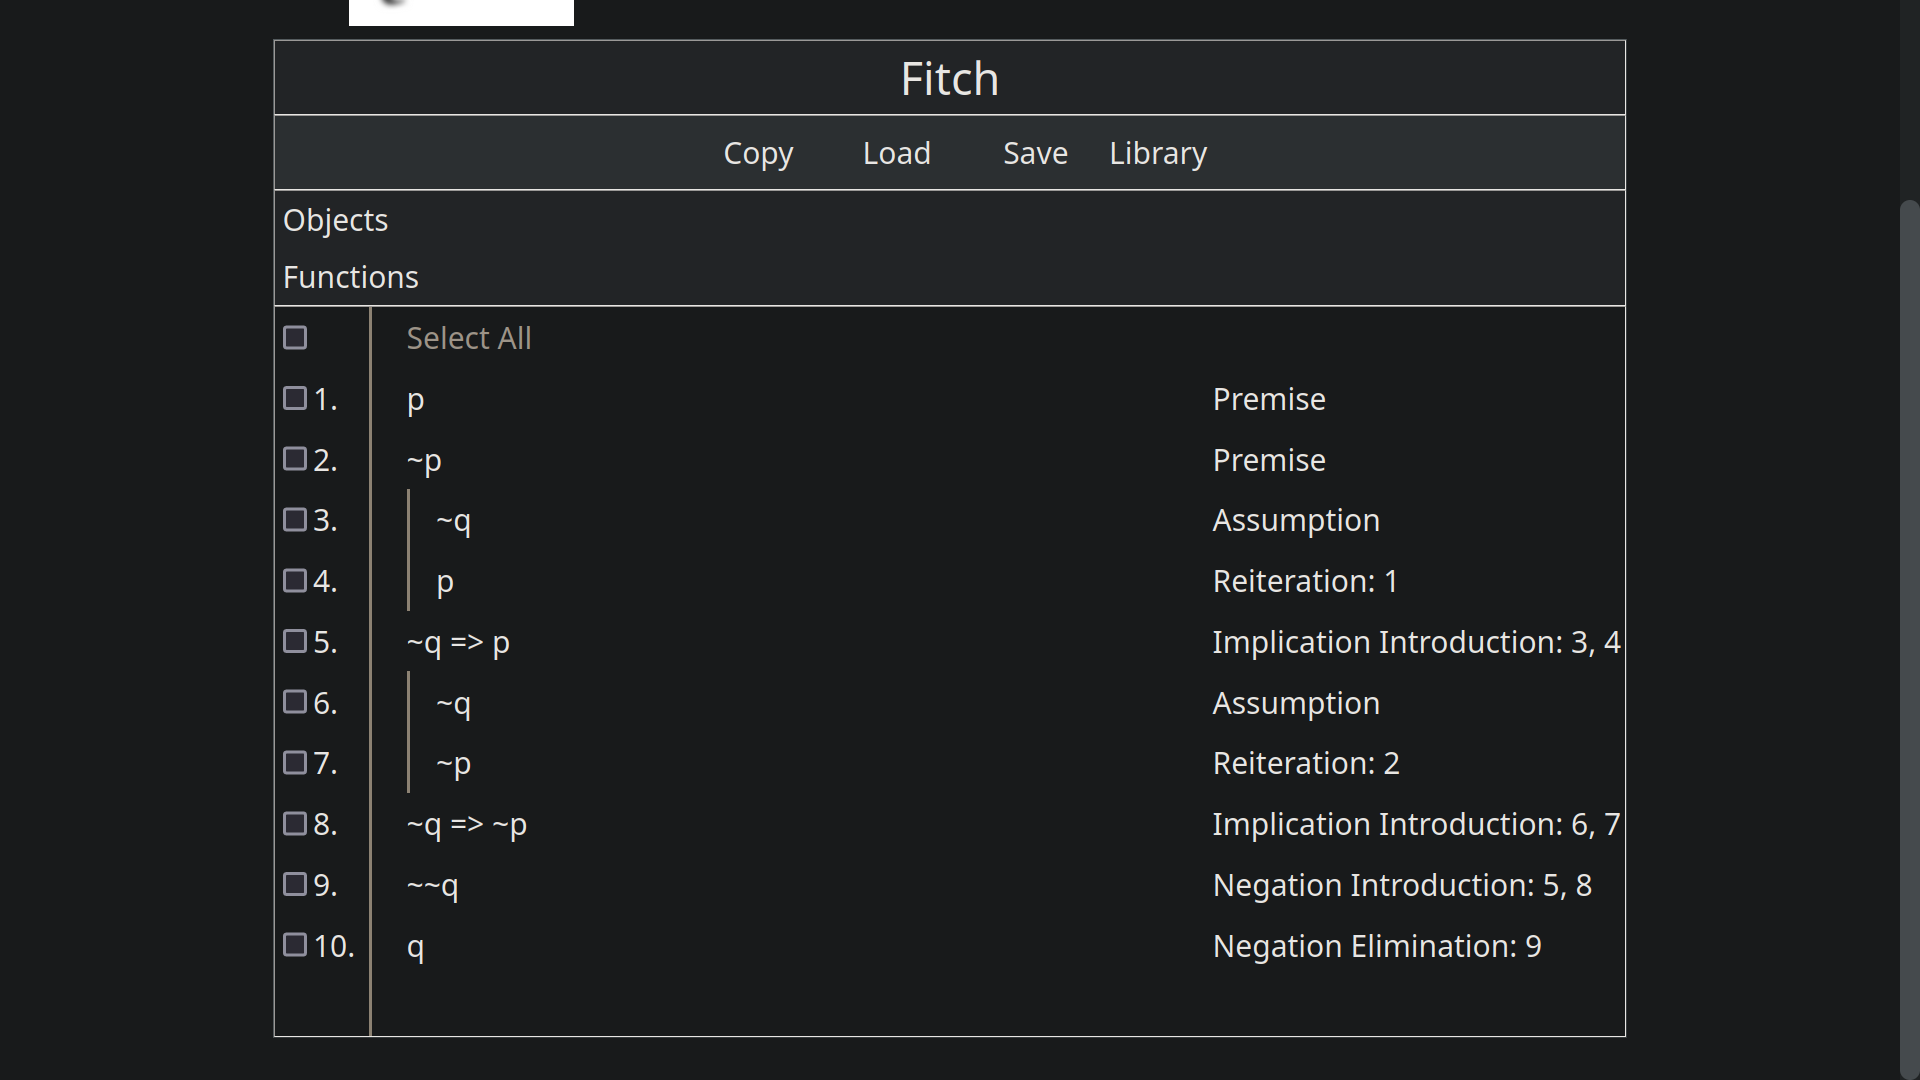 Fitch
Copy Load Save Library
Objects
Functions
Select All
1. p Premise
2. ~p Premise
3. ~q Assumption
4. p Reiteration: 1
5. ~q => p Implication Introduction: 3, 4
6. ~q Assumption
7. ~p Reiteration: 2
8. ~q => ~p Implication Introduction: 6, 7
9. ~~q Negation Introduction: 5, 8
10. q Negation Elimination: 9